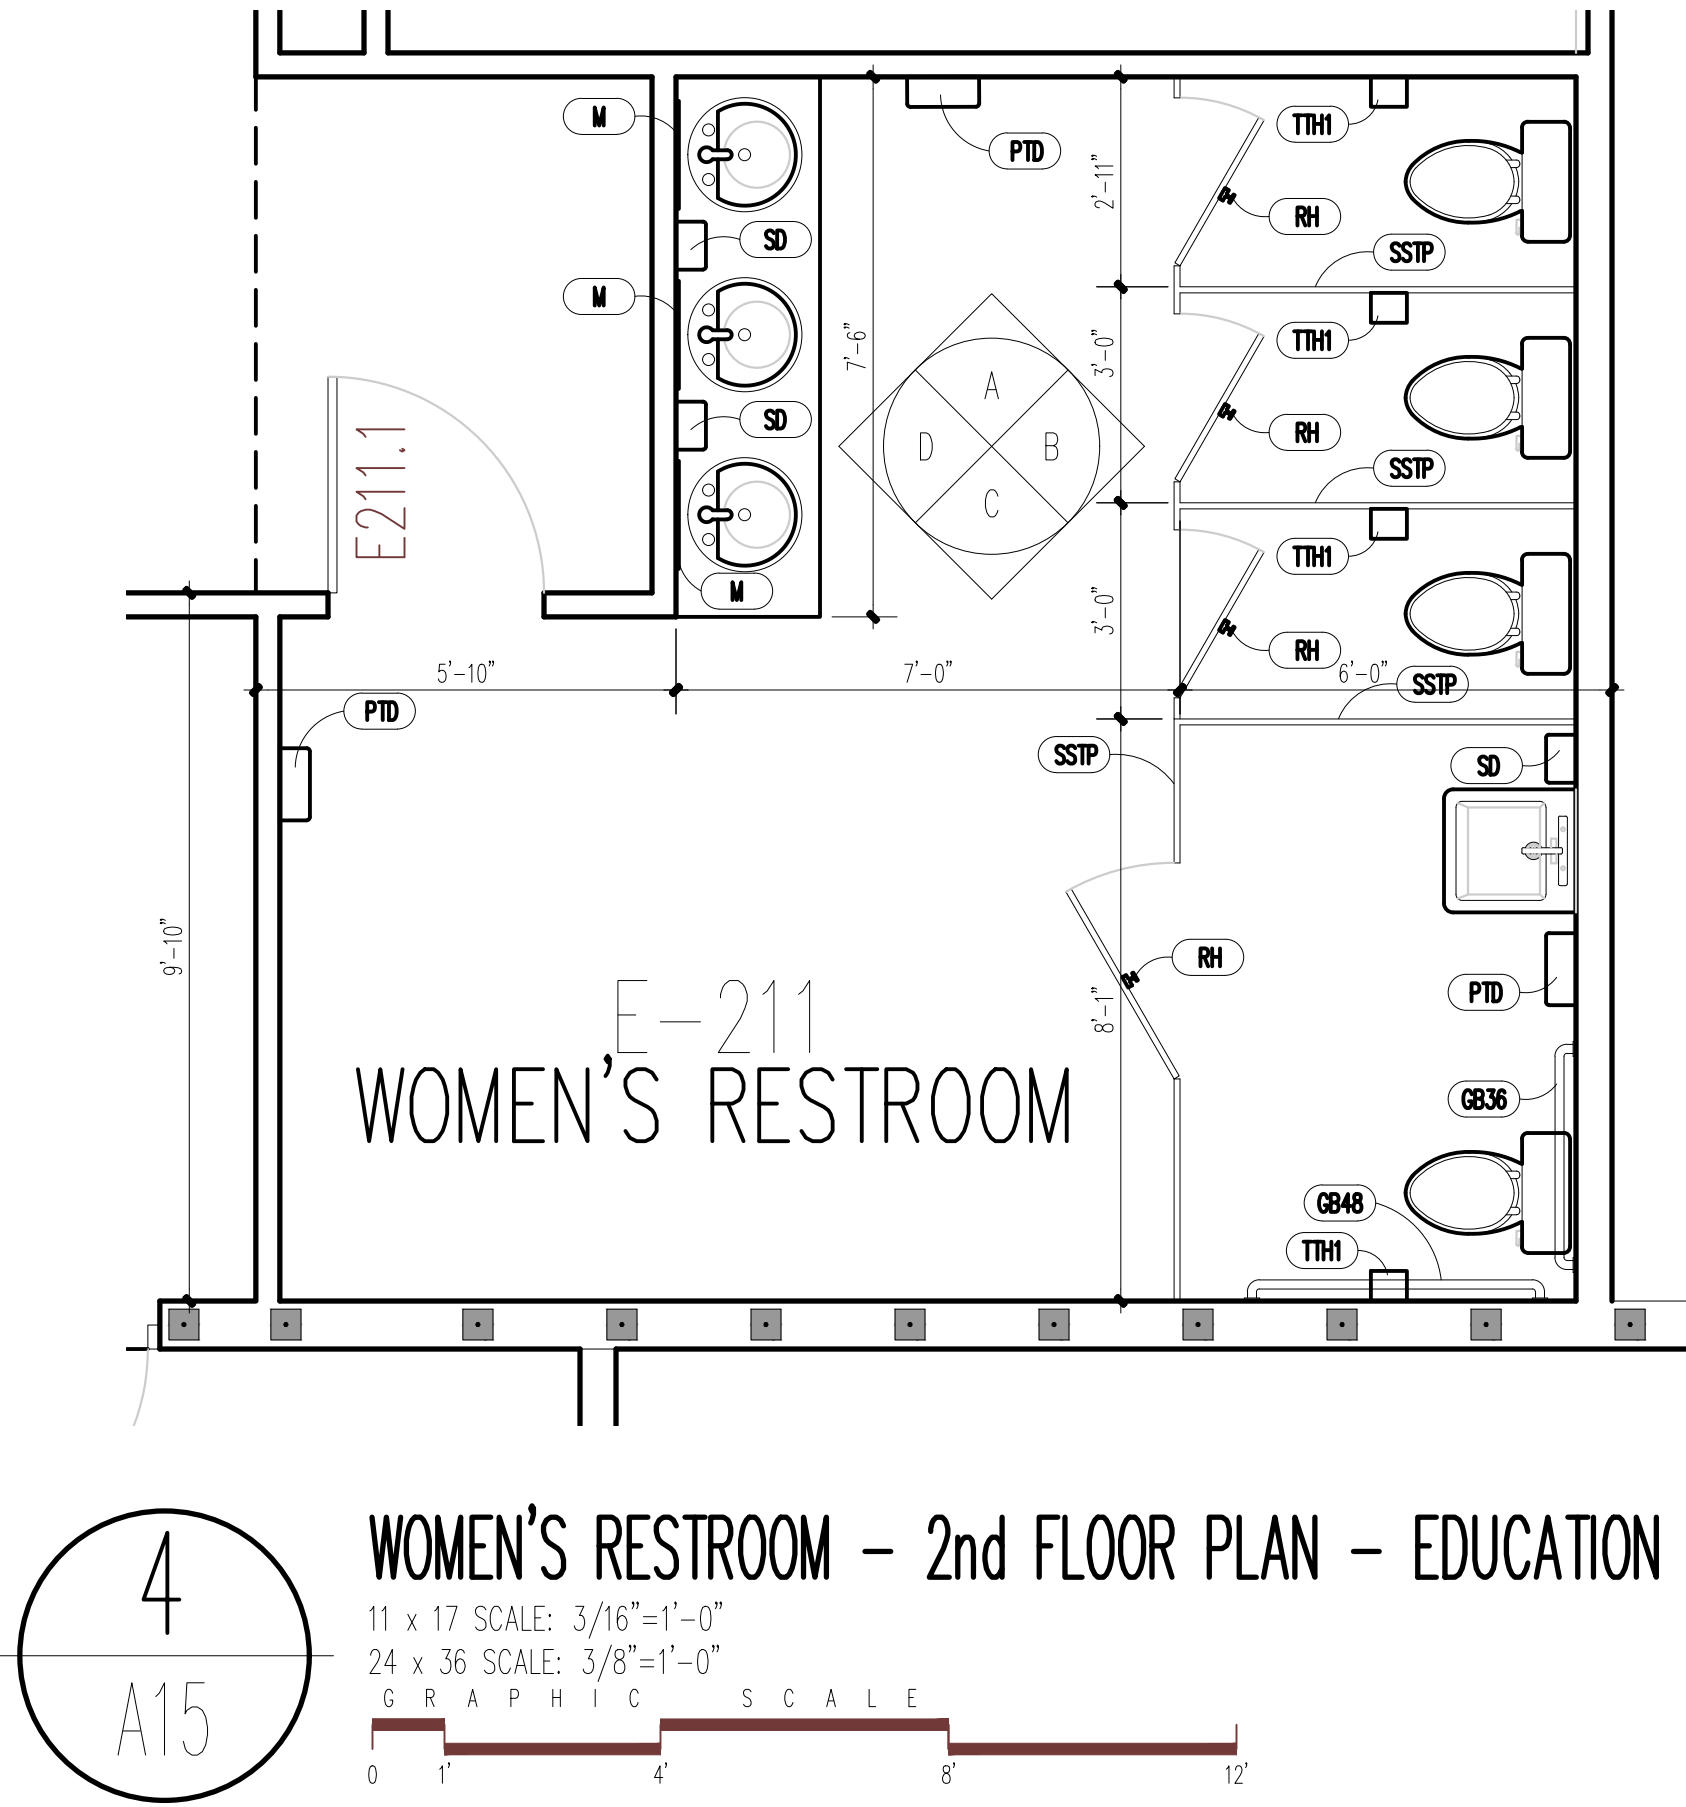 M
PTD
TTH1
2'-11"
RH
SD
SSTP
M
TTH1
7'-6"
3'-0"
A
SD
RH
E2111.1
D
B
SSTP
C
TTH1
M
3'-0"
RH
5'-10"
7'-0"
6'-0"
SSTP
PTD
SSTP
SD
9'-10"
RH
PTD
8'-1"
E-211
WOMEN'S RESTROOM
GB36
GB48
TTH1
4
A15
WOMEN'S RESTROOM - 2nd FLOOR PLAN - EDUCATION
11 x 17 SCALE: 3/16"=1'-0"
24 x 36 SCALE: 3/8"=1'-0"
GRAPHIC SCALE
0 1' 4' 8' 12'